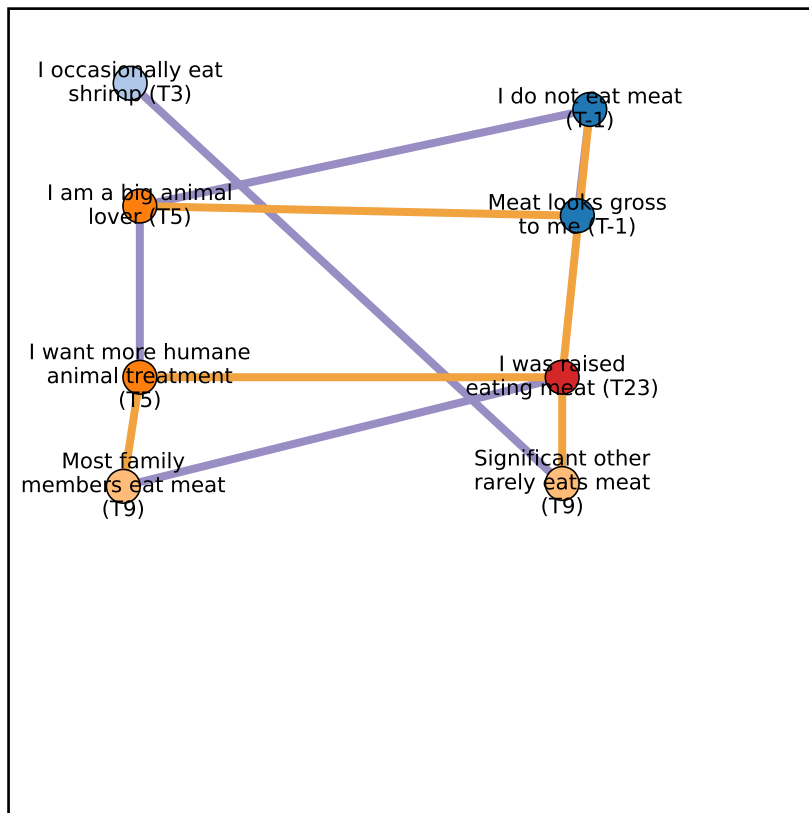 I occasionally eat
shrimp (T3)
I do not eat meat
(T-1)
I am a big animal
lover (T5)
Meat looks gross
to me (T-1)
I want more humane
animal treatment
(T5)
I was raised
eating meat (T23)
Most family
members eat meat
(T9)
Significant other
rarely eats meat
(T9)